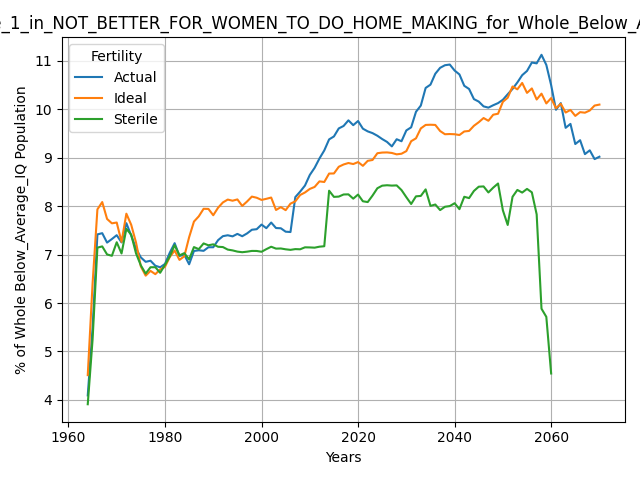 _1_in_NOT_BETTER_FOR_WOMEN_TO_DO_HOME_MAKING_for_Whole_Below_A
Fertility
Actual
Ideal
Sterile
% of Whole Below_Average_IQ Population
11
10
9
8
7
6
5
4
1960
1980
2000
2020
2040
2060
Years